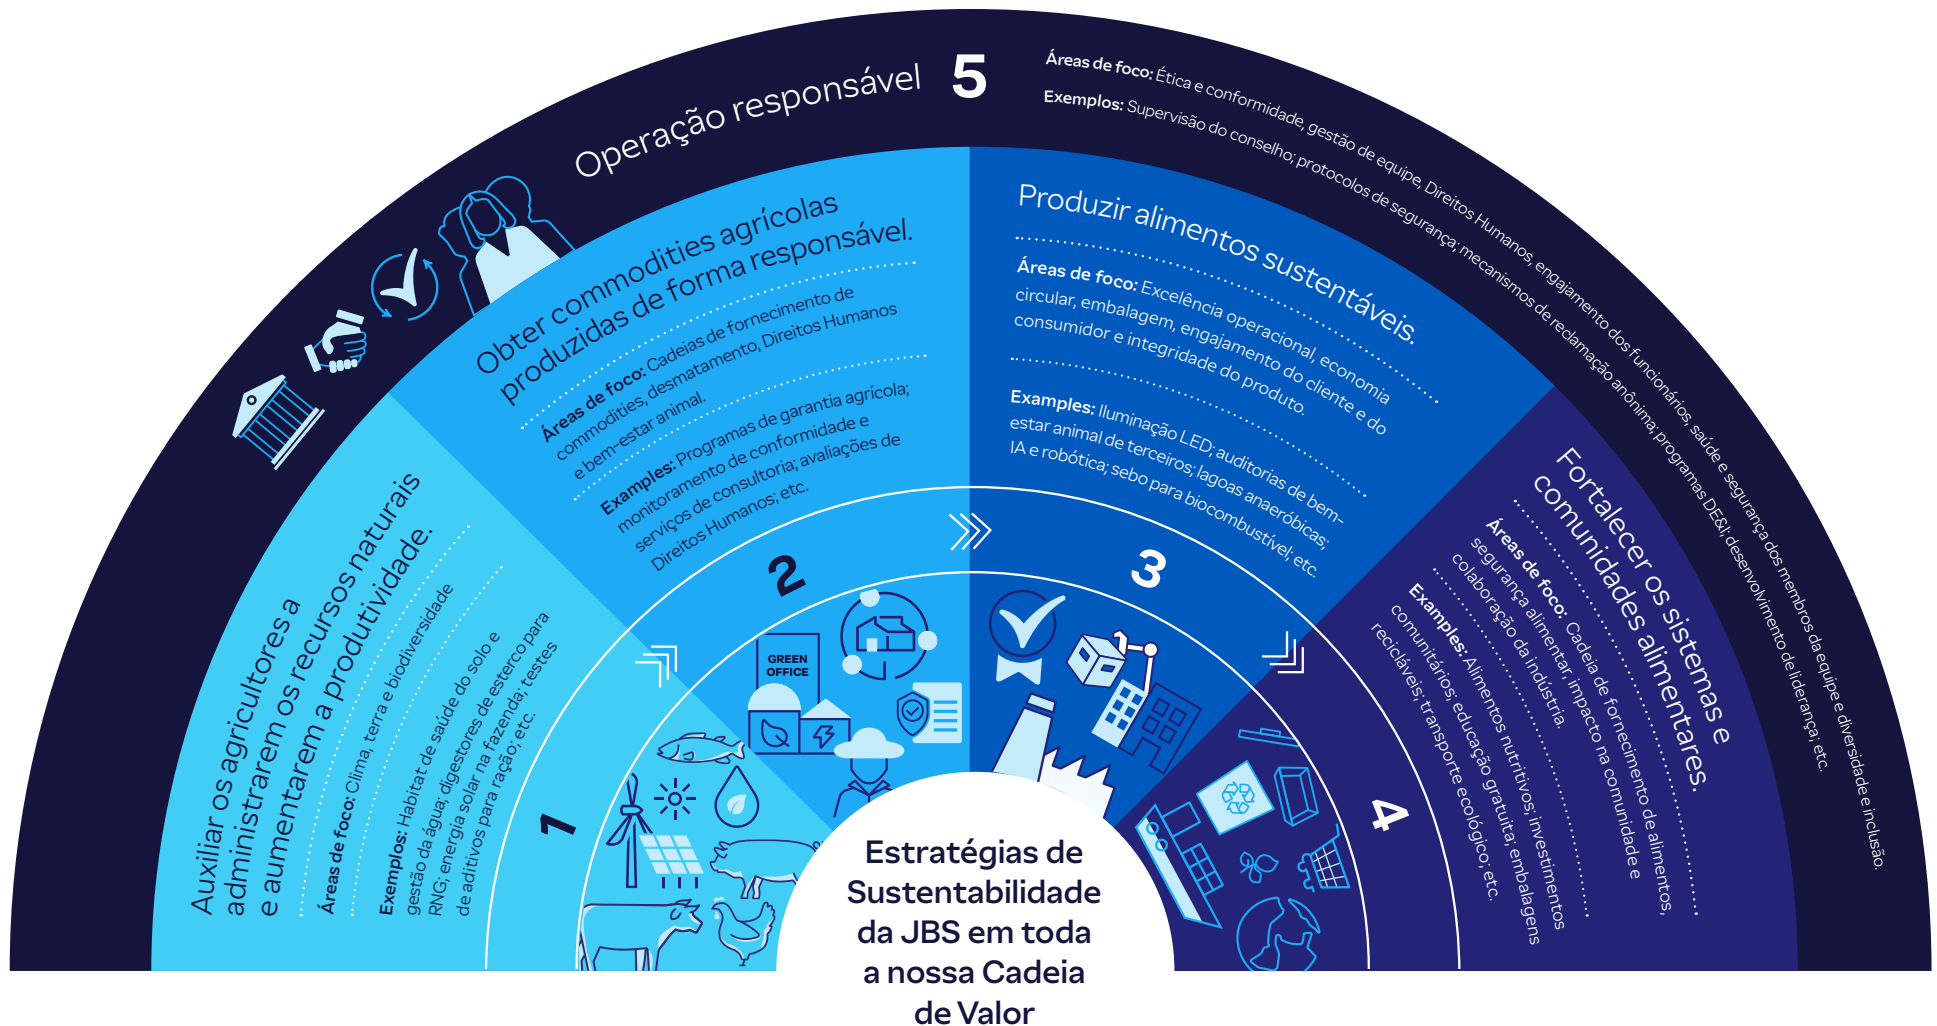 Operação responsável
5
Áreas de foco: Ética e conformidade, gestão de equipe, Direitos Humanos, engajamento dos funcionários, saúde e segurança dos membros da equipe e diversidade e inclusão.
Exemplos: Supervisão do conselho; protocolos de segurança; mecanismos de reclamação anônima; programas DE&I; desenvolvimento de liderança; etc.
Auxiliar os agricultores a
administrarem os recursos naturais
e aumentarem a produtividade.
Áreas de foco: Clima, terra e biodiversidade
Exemplos: Habitat de saúde do solo e
gestão da água; digestores de esterco para
RNG; energia solar na fazenda; testes
de aditivos para ração; etc.
1
Obter commodities agrícolas
produzidas de forma responsável.
Áreas de foco: Cadeias de fornecimento de
commodities, desmatamento, Direitos Humanos
e bem-estar animal.
Examples: Programas de garantia agrícola;
monitoramento de conformidade e
serviços de consultoria; avaliações de
Direitos Humanos; etc.
2
GREEN
OFFICE
Produzir alimentos sustentáveis.
Áreas de foco: Excelência operacional, economia
circular, embalagem, engajamento do cliente e do
consumidor e integridade do produto.
Examples: Iluminação LED; auditorias de bem-
estar animal de terceiros; lagoas anaeróbicas;
IA e robótica; sebo para biocombustível; etc.
3
Fortalecer os sistemas e
comunidades alimentares.
Áreas de foco: Cadeia de fornecimento de alimentos,
segurança alimentar, impacto na comunidade e
colaboração da indústria.
Examples: Alimentos nutritivos; investimentos
comunitários; educação gratuita; embalagens
recicláveis; transporte ecológico; etc.
4
Estratégias de
Sustentabilidade
da JBS em toda
a nossa Cadeia
de Valor